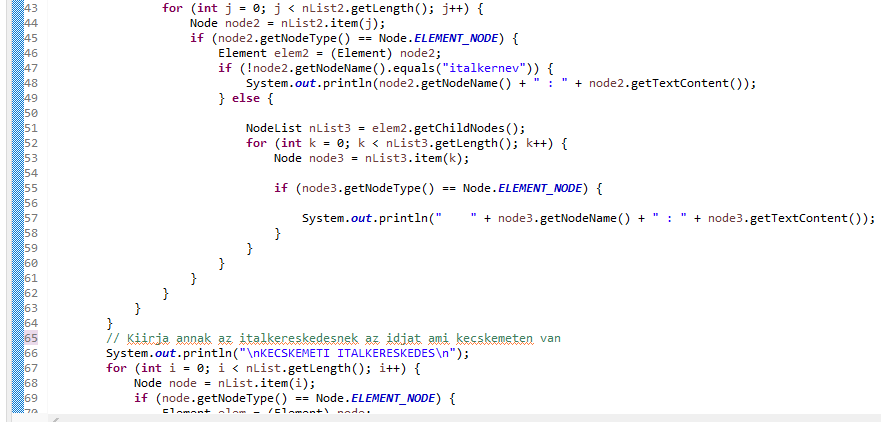 43 for (int j = 0; j < nList2.getLength(); j++) {
44 Node node2 = nList2.item(j);
45 if (node2.getNodeType() == Node.ELEMENT_NODE) {
46 Element elem2 = (Element) node2;
47 if (!node2.getNodeName().equals("italkernev")) {
48 System.out.println(node2.getNodeName() + " : " + node2.getTextContent());
49 } else {
50
51 NodeList nList3 = elem2.getChildNodes();
52 for (int k = 0; k < nList3.getLength(); k++) {
53 Node node3 = nList3.item(k);
54
55 if (node3.getNodeType() == Node.ELEMENT_NODE) {
56
57 System.out.println("    " + node3.getNodeName() + " : " + node3.getTextContent());
58 }
59 }
60 }
61 }
62 }
63 }
64 }
65 // Kiirja annak az italkereskedesnek az idjat ami kecskemeten van
66 System.out.println("\nKECSKEMETI ITALKERESKEDES\n");
67 for (int i = 0; i < nList.getLength(); i++) {
68 Node node = nList.item(i);
69 if (node.getNodeType() == Node.ELEMENT_NODE) {
70 Element elem = (Element) node;